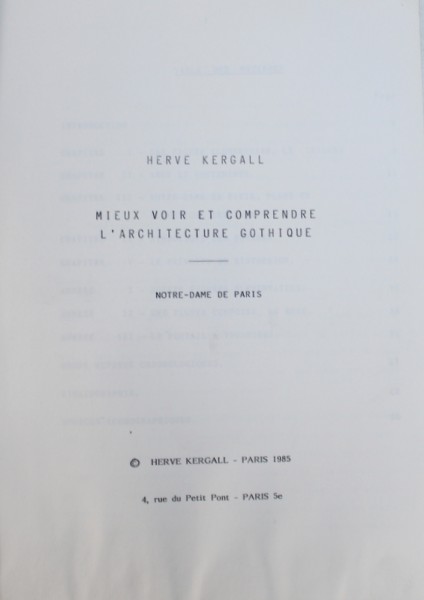 HERVE KERGALL
MIEUX VOIR ET COMPRENDRE
L'ARCHITECTURE GOTHIQUE
NOTRE-DAME DE PARIS
© HERVE KERGALL - PARIS 1985
4, rue du Petit Pont - PARIS 5e